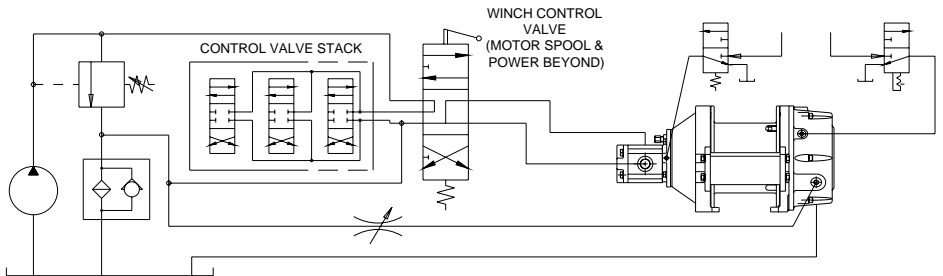 CONTROL VALVE STACK
WINCH CONTROL
VALVE
(MOTOR SPOOL &
POWER BEYOND)